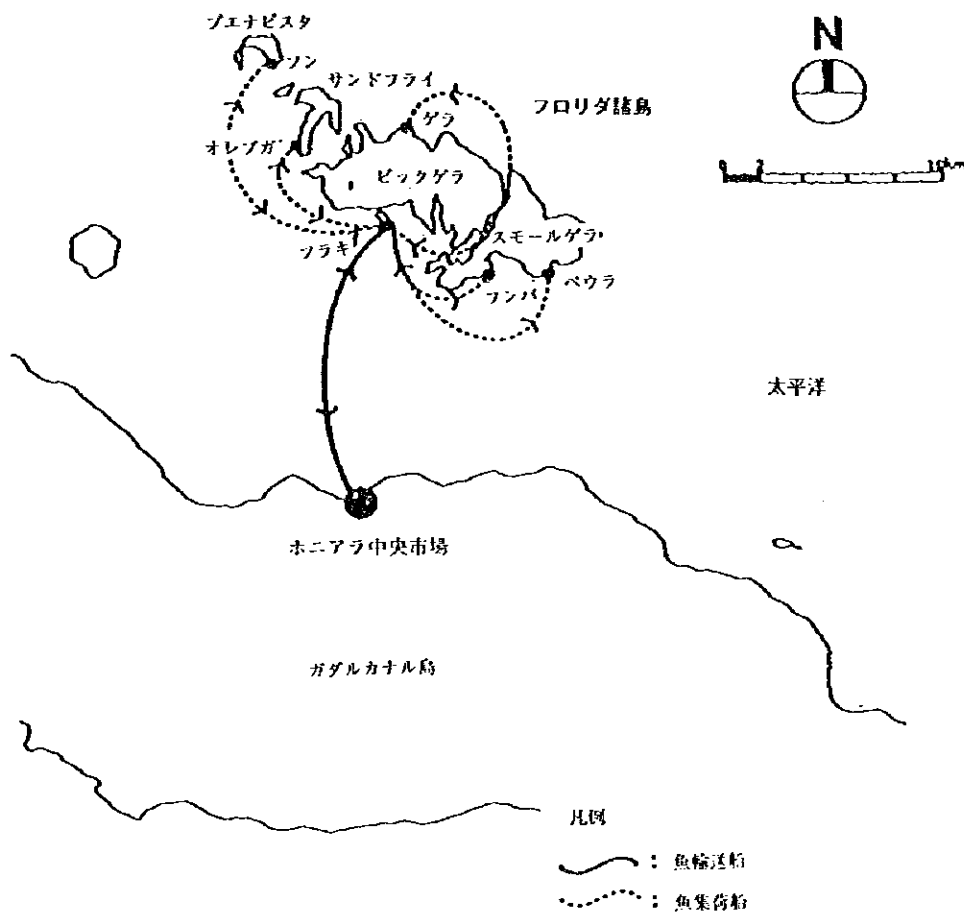 ブエナビスタ
ソン
サンドフライ
ゲラ
フロリダ諸島
N
オレブガ
ビックゲラ
スモールゲラ
ツラキ
フンバ
ベウラ
太平洋
ホニアラ中央市場
ガダルカナル島
凡例
: 魚輸送船
: 魚集荷船